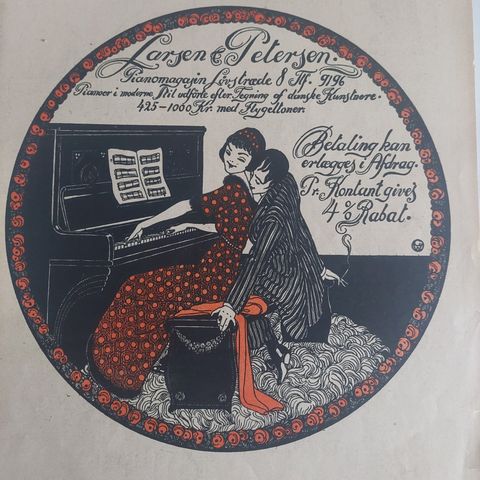 Larsen & Petersen.
Pianomagasin Løvstræde 8 Tlf. 9196
Pianoer i moderne Stil udførte efter Tegning af danske Kunstnere.
425-1060 Kr. med Flygeltoner.
Betaling kan
erlægges i Afdrag.
Pr. Kontant gives
4% Rabat.